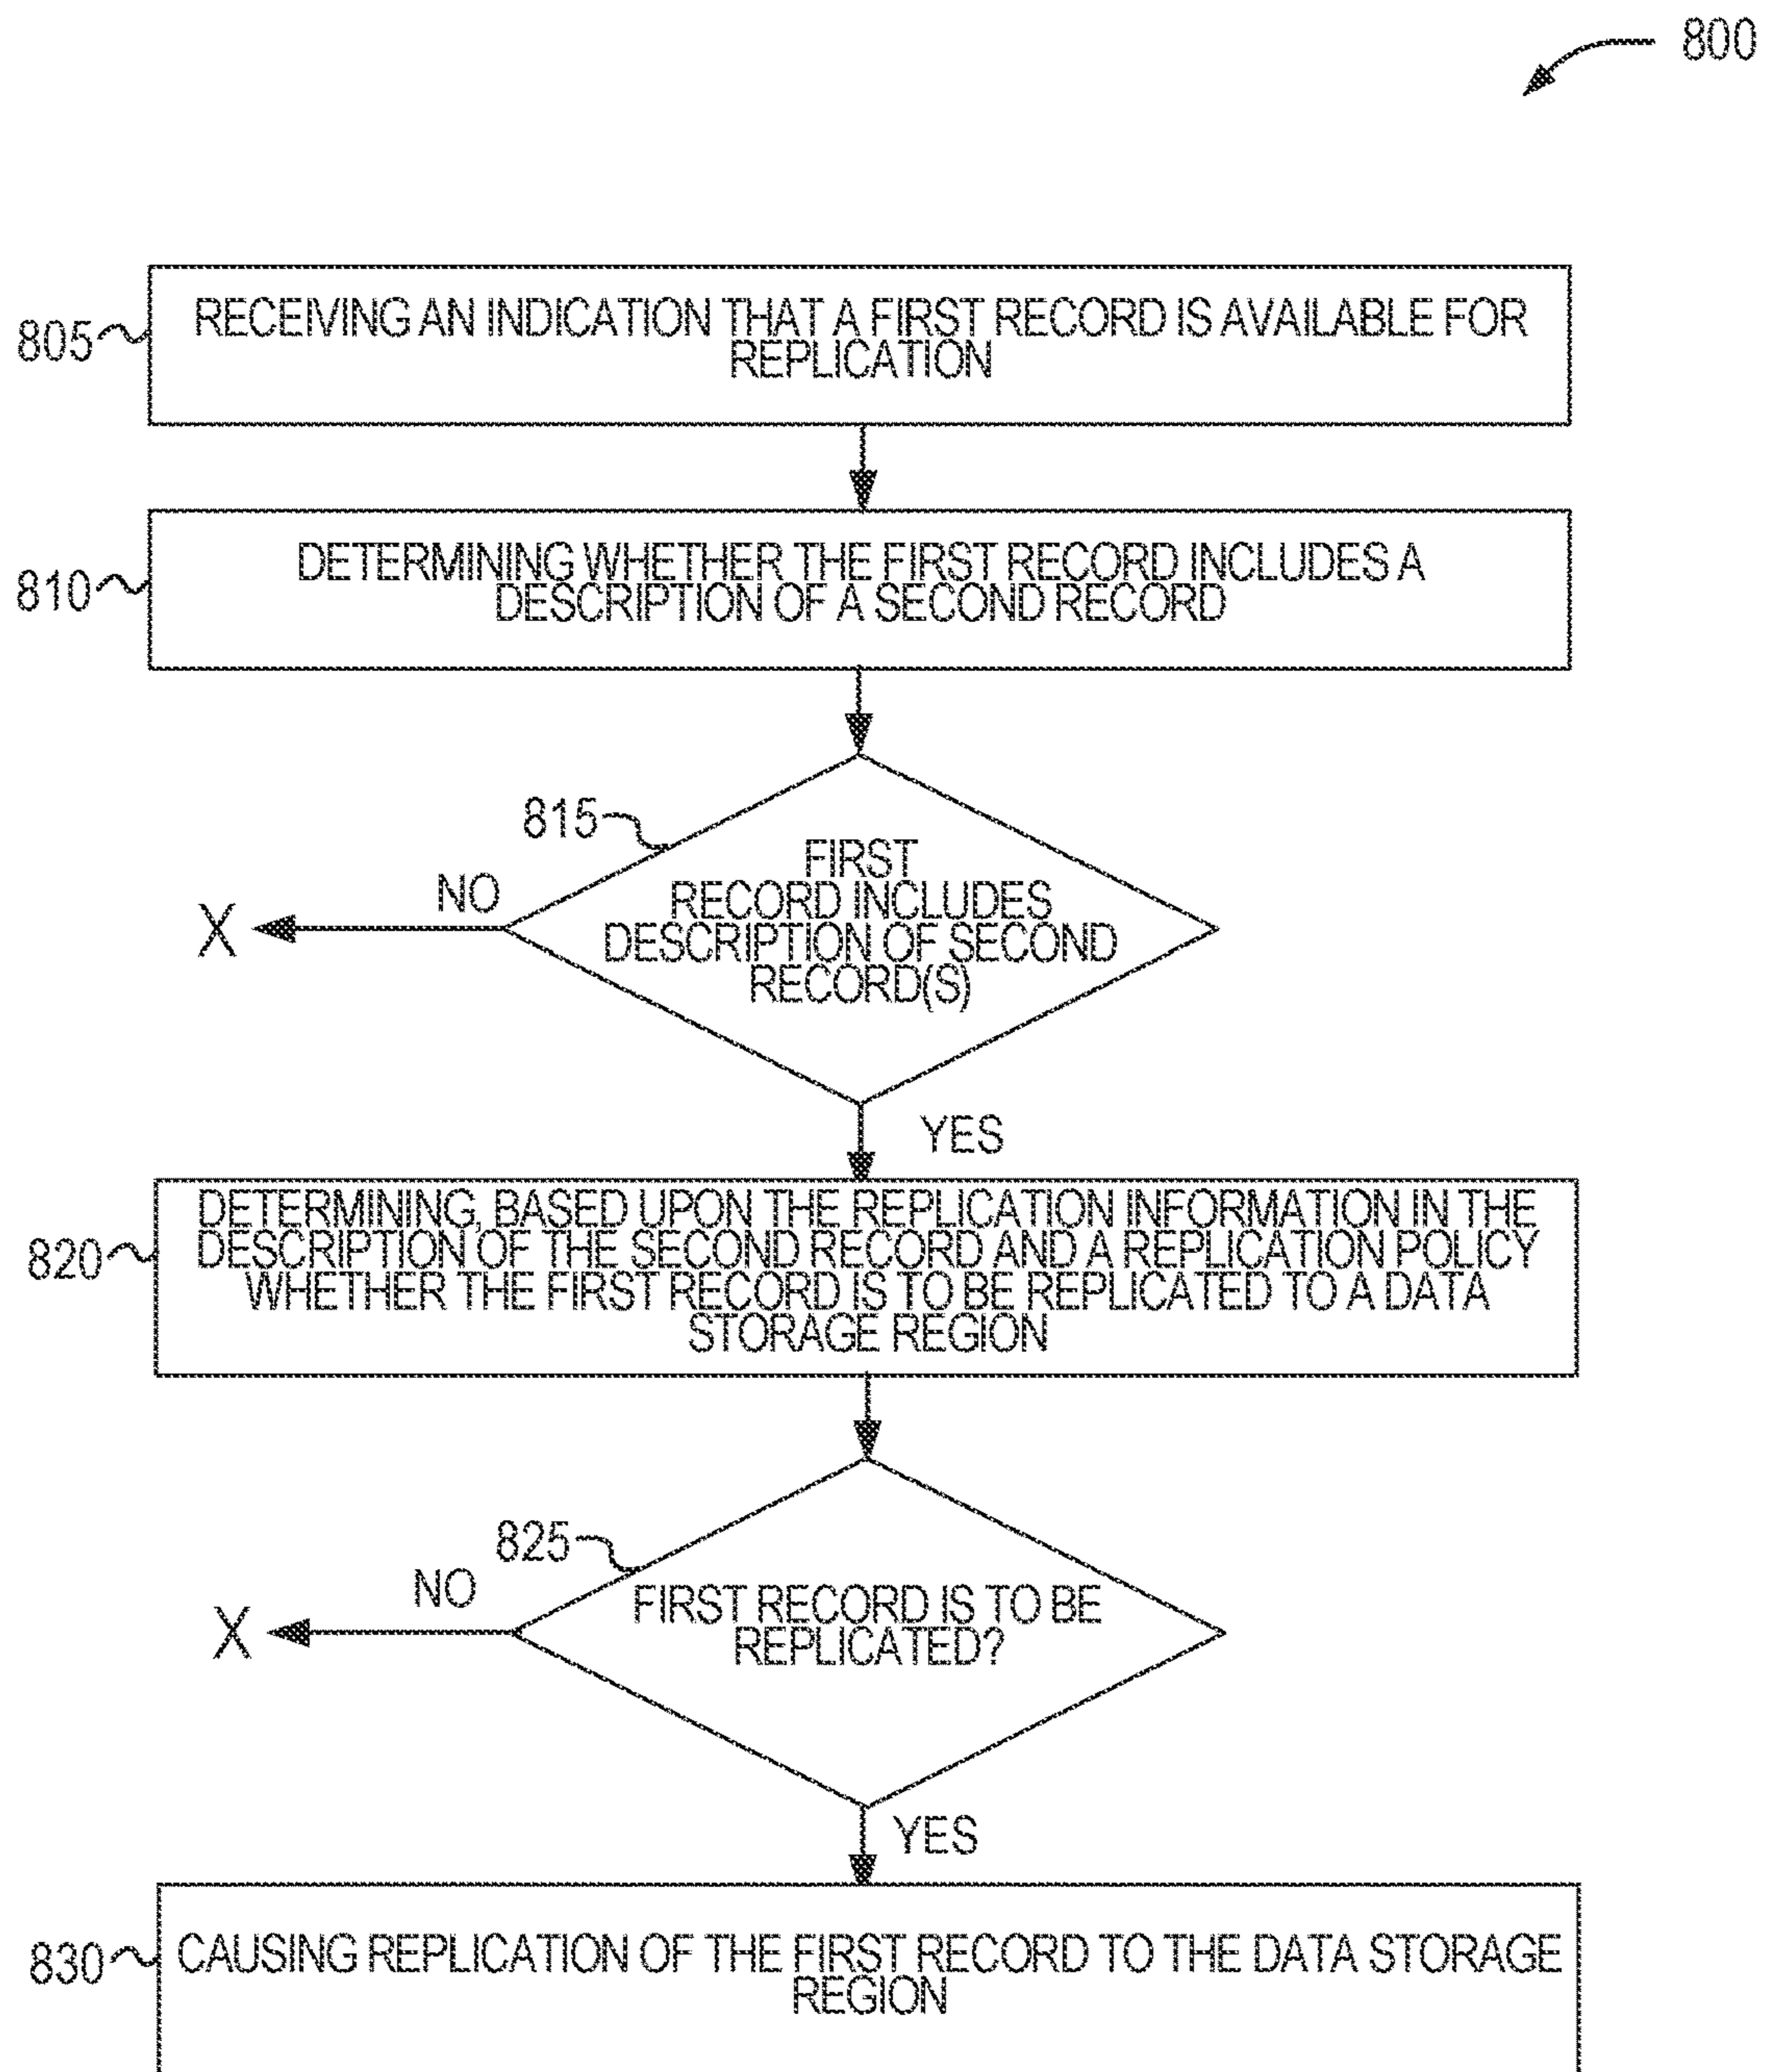 800
805
RECEIVING AN INDICATION THAT A FIRST RECORD IS AVAILABLE FOR
REPLICATION
810
DETERMINING WHETHER THE FIRST RECORD INCLUDES A
DESCRIPTION OF A SECOND RECORD
815
FIRST
RECORD INCLUDES
DESCRIPTION OF SECOND
RECORD(S)
NO
X
YES
820
DETERMINING, BASED UPON THE REPLICATION INFORMATION IN THE
DESCRIPTION OF THE SECOND RECORD AND A REPLICATION POLICY
WHETHER THE FIRST RECORD IS TO BE REPLICATED TO A DATA
STORAGE REGION
825
FIRST RECORD IS TO BE
REPLICATED?
NO
X
YES
830
CAUSING REPLICATION OF THE FIRST RECORD TO THE DATA STORAGE
REGION